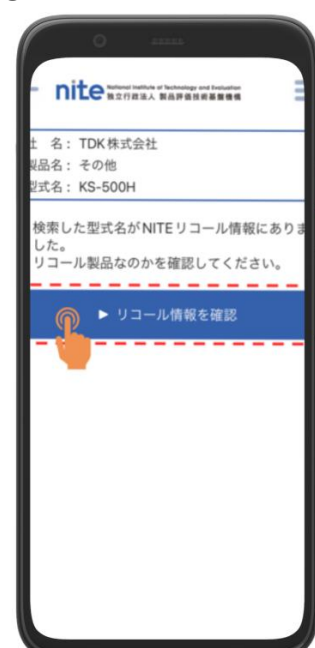 nite National Institute of Technology and Evaluation
独立行政法人 製品評価技術基盤機構
社 名： TDK株式会社
製品名： その他
型式名： KS-500H
検索した型式名がNITEリコール情報にありま
した。
リコール製品なのかを確認してください。
▶ リコール情報を確認